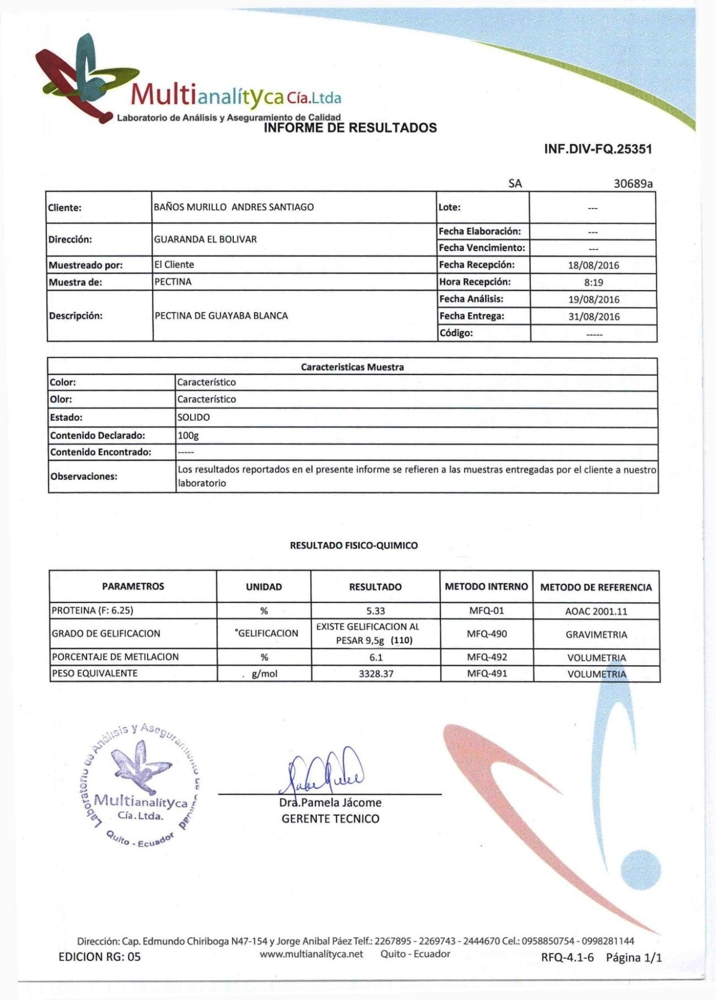 Multianalítyca Cía.Ltda
Laboratorio de Análisis y Aseguramiento de Calidad
INFORME DE RESULTADOS
INF.DIV-FQ.25351
SA 30689a
Cliente: BAÑOS MURILLO ANDRES SANTIAGO Lote: ---
Dirección: GUARANDA EL BOLIVAR Fecha Elaboración: ---
Fecha Vencimiento: ---
Muestreado por: El Cliente Fecha Recepción: 18/08/2016
Muestra de: PECTINA Hora Recepción: 8:19
Descripción: PECTINA DE GUAYABA BLANCA Fecha Análisis: 19/08/2016
Fecha Entrega: 31/08/2016
Código: -----
Caracteristicas Muestra
Color: Característico
Olor: Característico
Estado: SOLIDO
Contenido Declarado: 100g
Contenido Encontrado: -----
Observaciones: Los resultados reportados en el presente informe se refieren a las muestras entregadas por el cliente a nuestro
laboratorio
RESULTADO FISICO-QUIMICO
PARAMETROS UNIDAD RESULTADO METODO INTERNO METODO DE REFERENCIA
PROTEINA (F: 6.25) % 5.33 MFQ-01 AOAC 2001.11
GRADO DE GELIFICACION °GELIFICACION EXISTE GELIFICACION AL
PESAR 9,5g (110) MFQ-490 GRAVIMETRIA
PORCENTAJE DE METILACION % 6.1 MFQ-492 VOLUMETRIA
PESO EQUIVALENTE g/mol 3328.37 MFQ-491 VOLUMETRIA
Laboratorio de Análisis y Aseguramiento de Calidad
Multianalítyca
Cía.Ltda.
Quito - Ecuador
Dra.Pamela Jácome
GERENTE TECNICO
Dirección: Cap. Edmundo Chiriboga N47-154 y Jorge Anibal Páez Telf.: 2267895 - 2269743 - 2444670 Cel.: 0958850754 - 0998281144
www.multianalítyca.net Quito - Ecuador
EDICION RG: 05 RFQ-4.1-6 Página 1/1